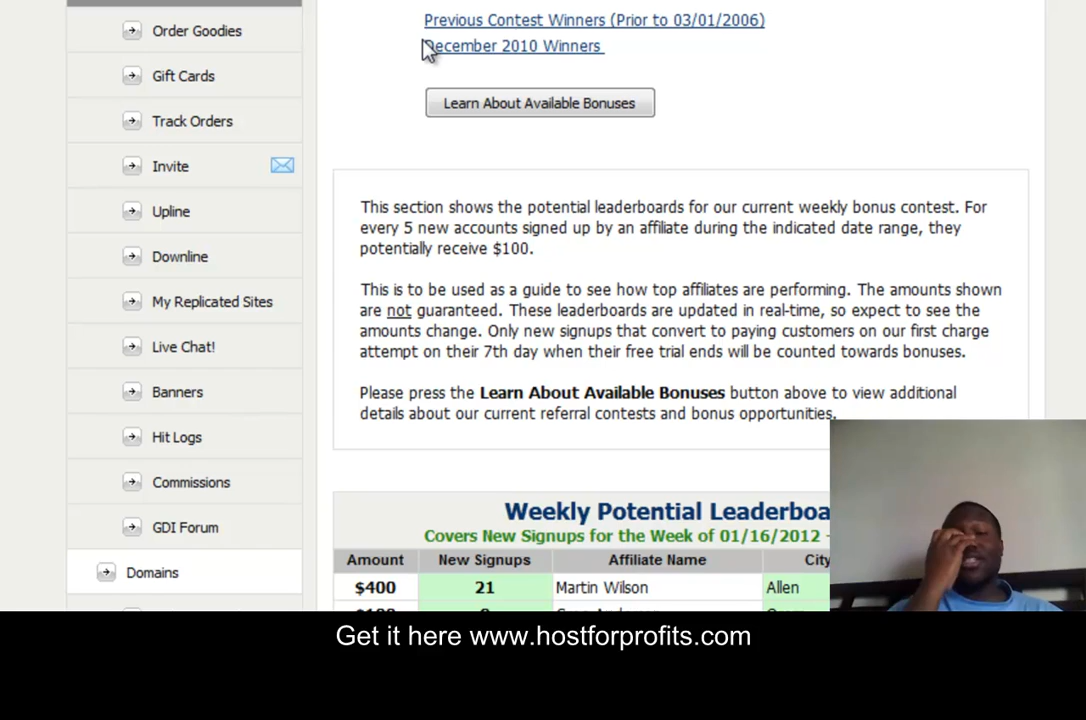 Order Goodies
Gift Cards
Track Orders
Invite
Upline
Downline
My Replicated Sites
Live Chat!
Banners
Hit Logs
Commissions
GDI Forum
Domains
Previous Contest Winners (Prior to 03/01/2006)
December 2010 Winners
Learn About Available Bonuses
This section shows the potential leaderboards for our current weekly bonus contest. For
every 5 new accounts signed up by an affiliate during the indicated date range, they
potentially receive $100.
This is to be used as a guide to see how top affiliates are performing. The amounts shown
are not guaranteed. These leaderboards are updated in real-time, so expect to see the
amounts change. Only new signups that convert to paying customers on our first charge
attempt on their 7th day when their free trial ends will be counted towards bonuses.
Please press the Learn About Available Bonuses button above to view additional
details about our current referral contests and bonus opportunities.
Weekly Potential Leaderboa
Covers New Signups for the Week of 01/16/2012 -
Amount New Signups Affiliate Name City
$400 21 Martin Wilson Allen
Get it here www.hostforprofits.com